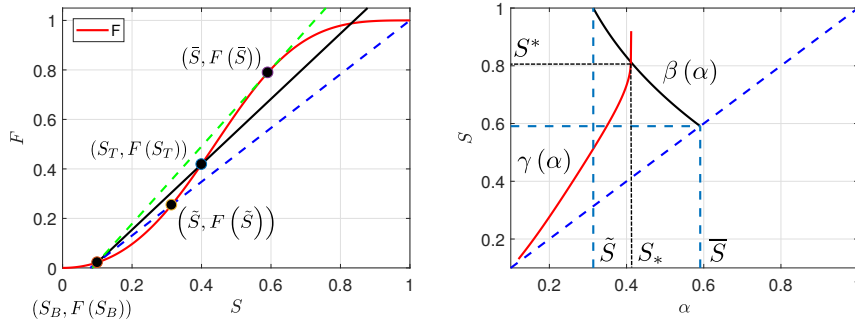 F
(S̄, F (S̄))
(S_T, F (S_T))
(S̃, F (S̃))
(S_B, F (S_B))
0
0.2
0.4
0.6
0.8
1
0
0.2
0.4
0.6
0.8
1
S
F
S*
β (α)
γ (α)
S̃
S_*
S̅
0.2
0.4
0.6
0.8
1
0.2
0.4
0.6
0.8
1
α
S